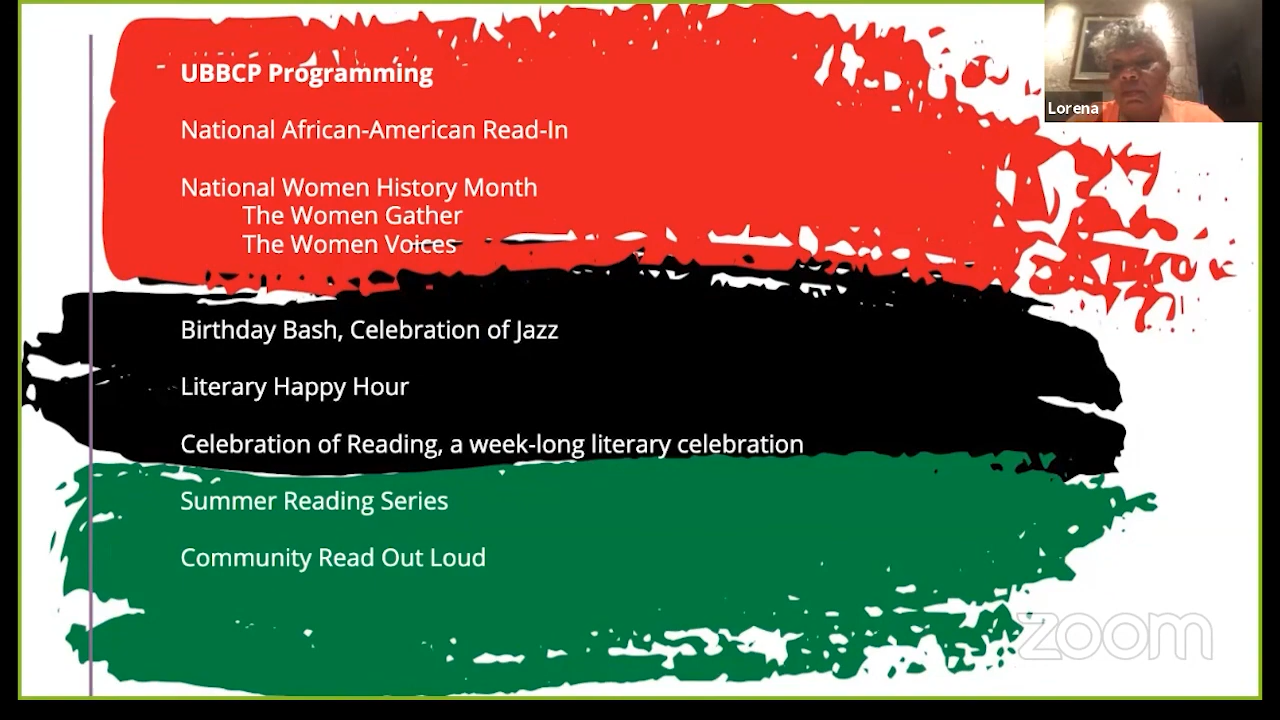 UBBCP Programming
National African-American Read-In
National Women History Month
The Women Gather
The Women Voices
Birthday Bash, Celebration of Jazz
Literary Happy Hour
Celebration of Reading, a week-long literary celebration
Summer Reading Series
Community Read Out Loud
Lorena
zoom